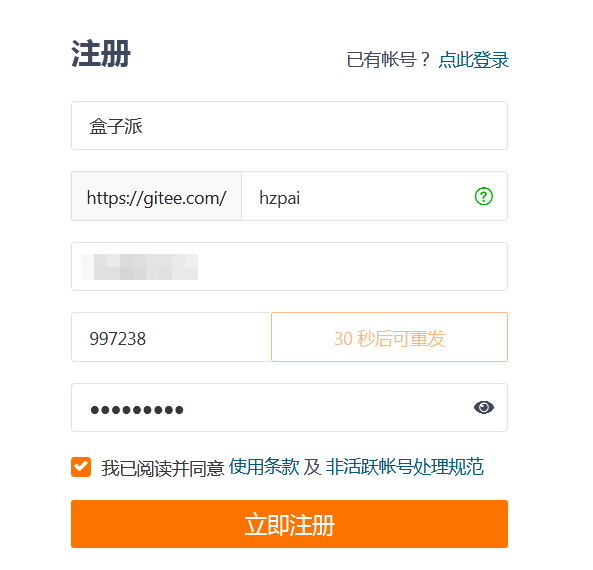 注册 已有帐号？ 点此登录
盒子派
https://gitee.com/ hzpai
997238 30 秒后可重发
●●●●●●●●●
我已阅读并同意 使用条款 及 非活跃帐号处理规范
立即注册